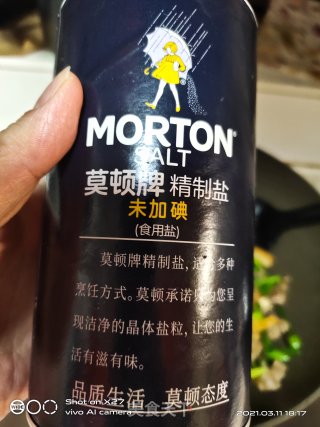 MORTON®
SALT
莫顿牌 精制盐
未加碘
(食用盐)
莫顿牌精制盐, 适合多种
烹饪方式。莫顿承诺只为您呈
现洁净的晶体盐粒, 让您的生
活有滋有味。
品质生活 莫顿态度
Shot on X27
vivo AI camera
2021.03.11 18:17